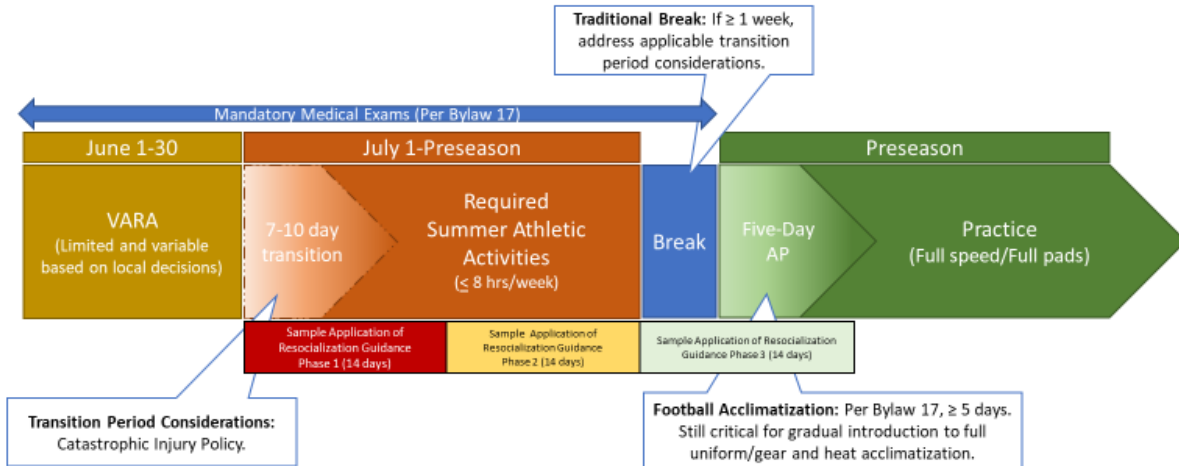 Traditional Break: If ≥ 1 week,
address applicable transition
period considerations.
Mandatory Medical Exams (Per Bylaw 17)
June 1-30
July 1-Preseason
Preseason
VARA
(Limited and variable
based on local decisions)
7-10 day
transition
Required
Summer Athletic
Activities
(≤ 8 hrs/week)
Break
Five-Day
AP
Practice
(Full speed/Full pads)
Sample Application of
Resocialization Guidance
Phase 1 (14 days)
Sample Application of
Resocialization Guidance
Phase 2 (14 days)
Sample Application of Resocialization
Guidance Phase 3 (14 days)
Transition Period Considerations:
Catastrophic Injury Policy.
Football Acclimatization: Per Bylaw 17, ≥ 5 days.
Still critical for gradual introduction to full
uniform/gear and heat acclimatization.